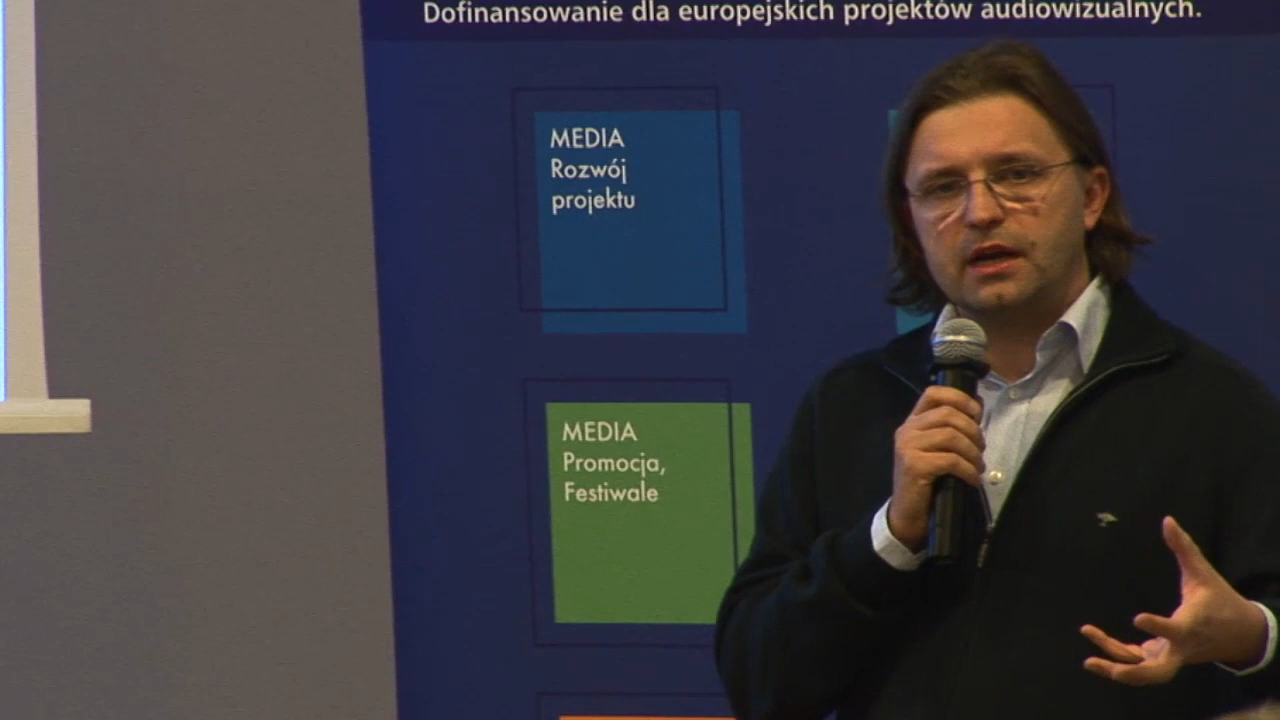 Dofinansowanie dla europejskich projektów audiowizualnych.
MEDIA
Rozwój
projektu
MEDIA
Promocja,
Festiwale